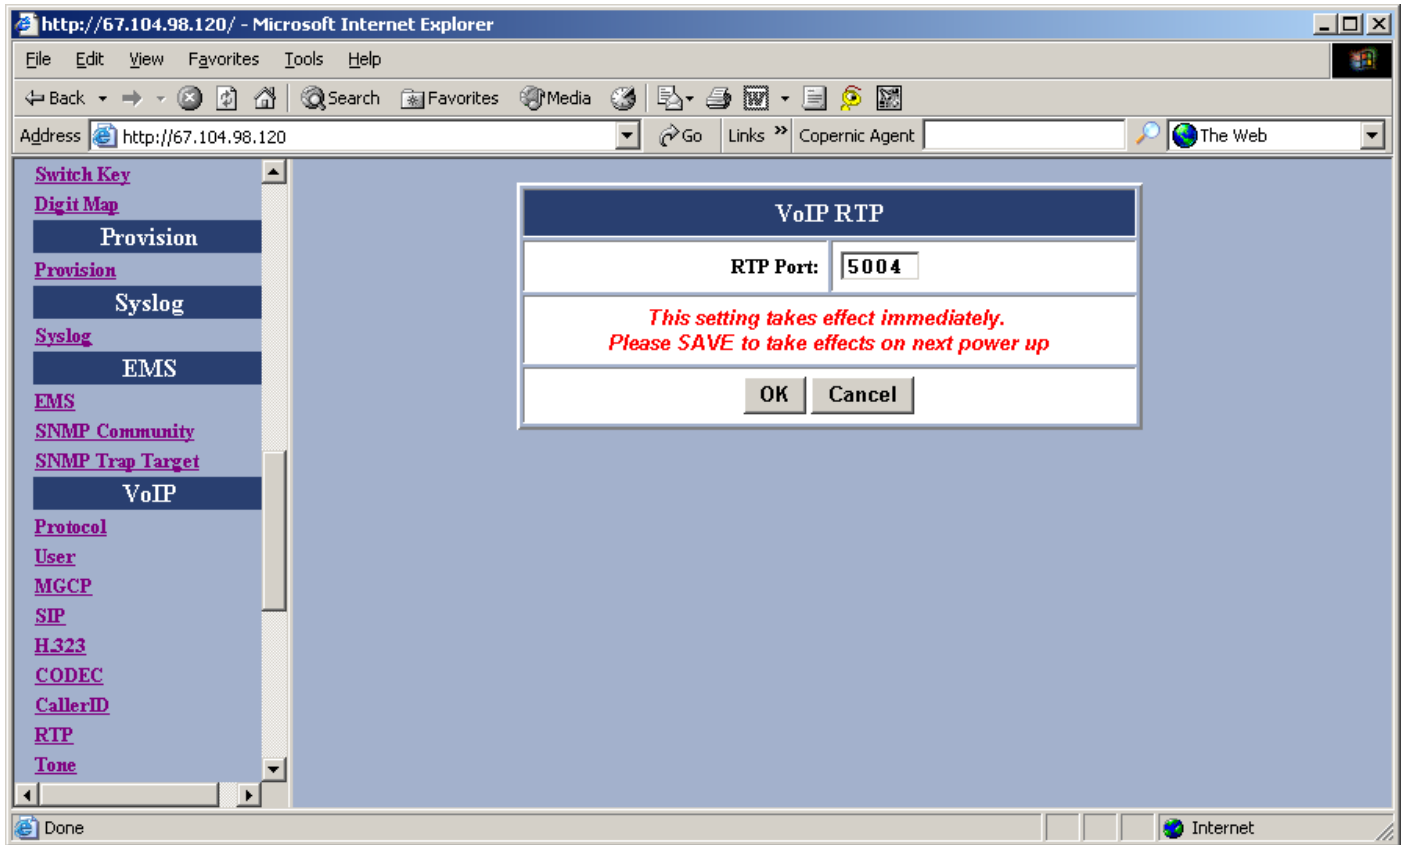 http://67.104.98.120/ - Microsoft Internet Explorer
File Edit View Favorites Tools Help
Back Search Favorites Media
Address http://67.104.98.120 Go Links » Copernic Agent The Web
Switch Key
Digit Map
Provision
Provision
Syslog
Syslog
EMS
EMS
SNMP Community
SNMP Trap Target
VoIP
Protocol
User
MGCP
SIP
H.323
CODEC
CallerID
RTP
Tone
VoIP RTP
RTP Port: 5004
This setting takes effect immediately.
Please SAVE to take effects on next power up
OK Cancel
Done Internet